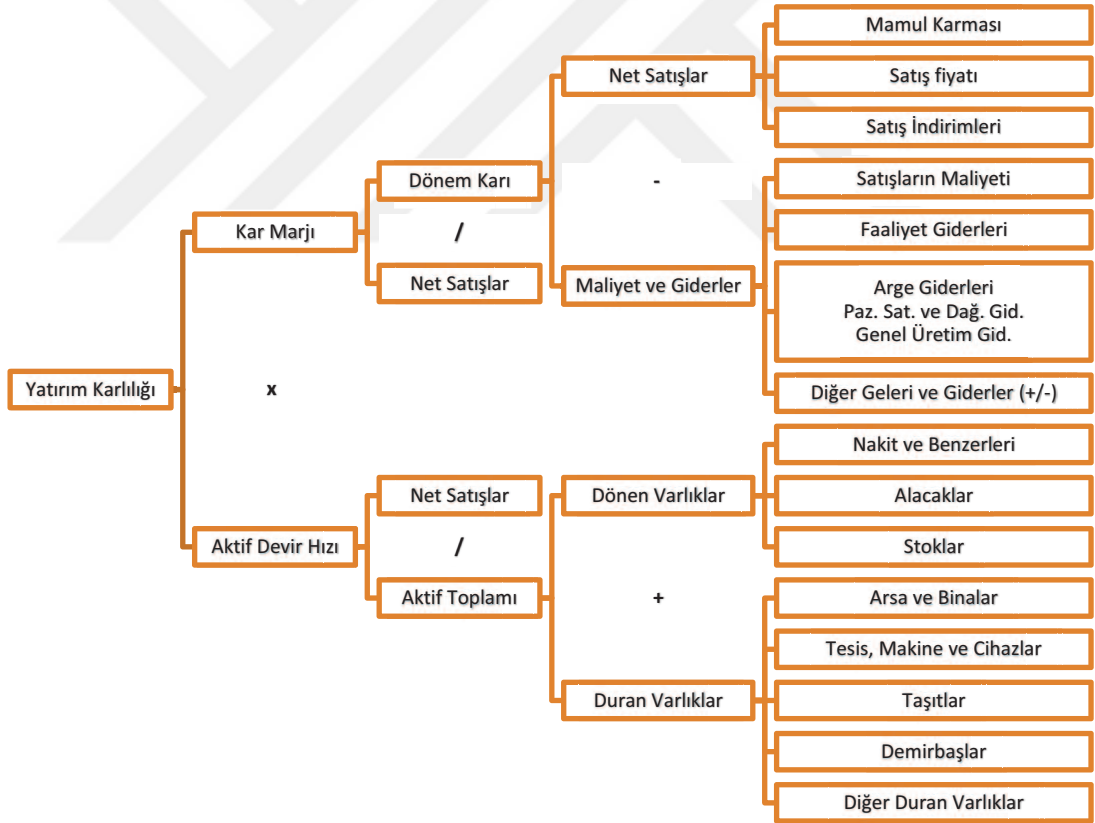 Mamul Karması
Net Satışlar
Satış fiyatı
Satış İndirimleri
Dönem Karı
-
Satışların Maliyeti
Kar Marjı
/
Faaliyet Giderleri
Net Satışlar
Maliyet ve Giderler
Arge Giderleri
Paz. Sat. ve Dağ. Gid.
Genel Üretim Gid.
Yatırım Karlılığı
x
Diğer Geleri ve Giderler (+/-)
Nakit ve Benzerleri
Net Satışlar
Dönen Varlıklar
Alacaklar
Aktif Devir Hızı
/
Stoklar
Aktif Toplamı
+
Arsa ve Binalar
Tesis, Makine ve Cihazlar
Duran Varlıklar
Taşıtlar
Demirbaşlar
Diğer Duran Varlıklar